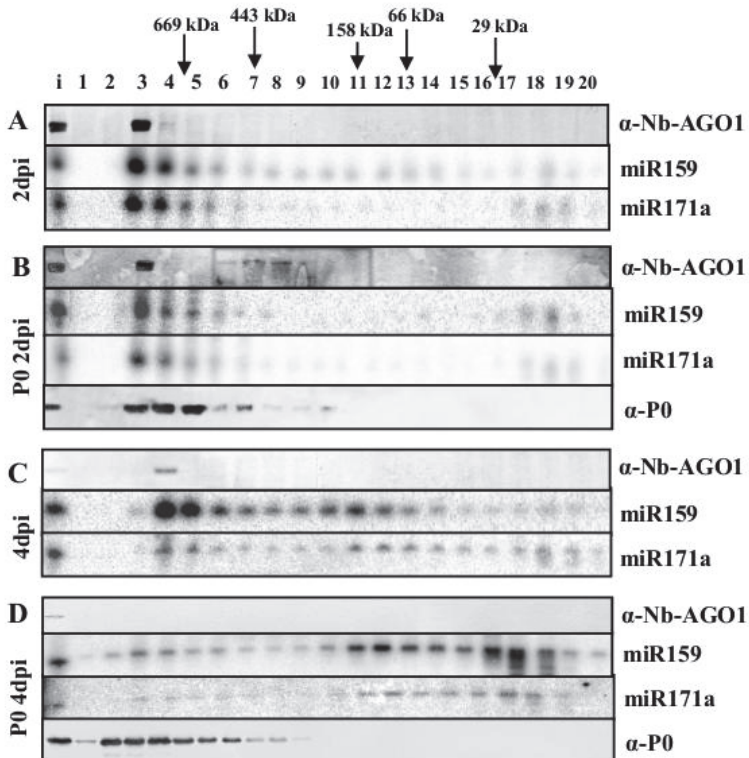 669 kDa 443 kDa 158 kDa 66 kDa 29 kDa
i 1 2 3 4 5 6 7 8 9 10 11 12 13 14 15 16 17 18 19 20
A
2dpi
α-Nb-AGO1
miR159
miR171a
B
P0 2dpi
α-Nb-AGO1
miR159
miR171a
α-P0
C
4dpi
α-Nb-AGO1
miR159
miR171a
D
P0 4dpi
α-Nb-AGO1
miR159
miR171a
α-P0